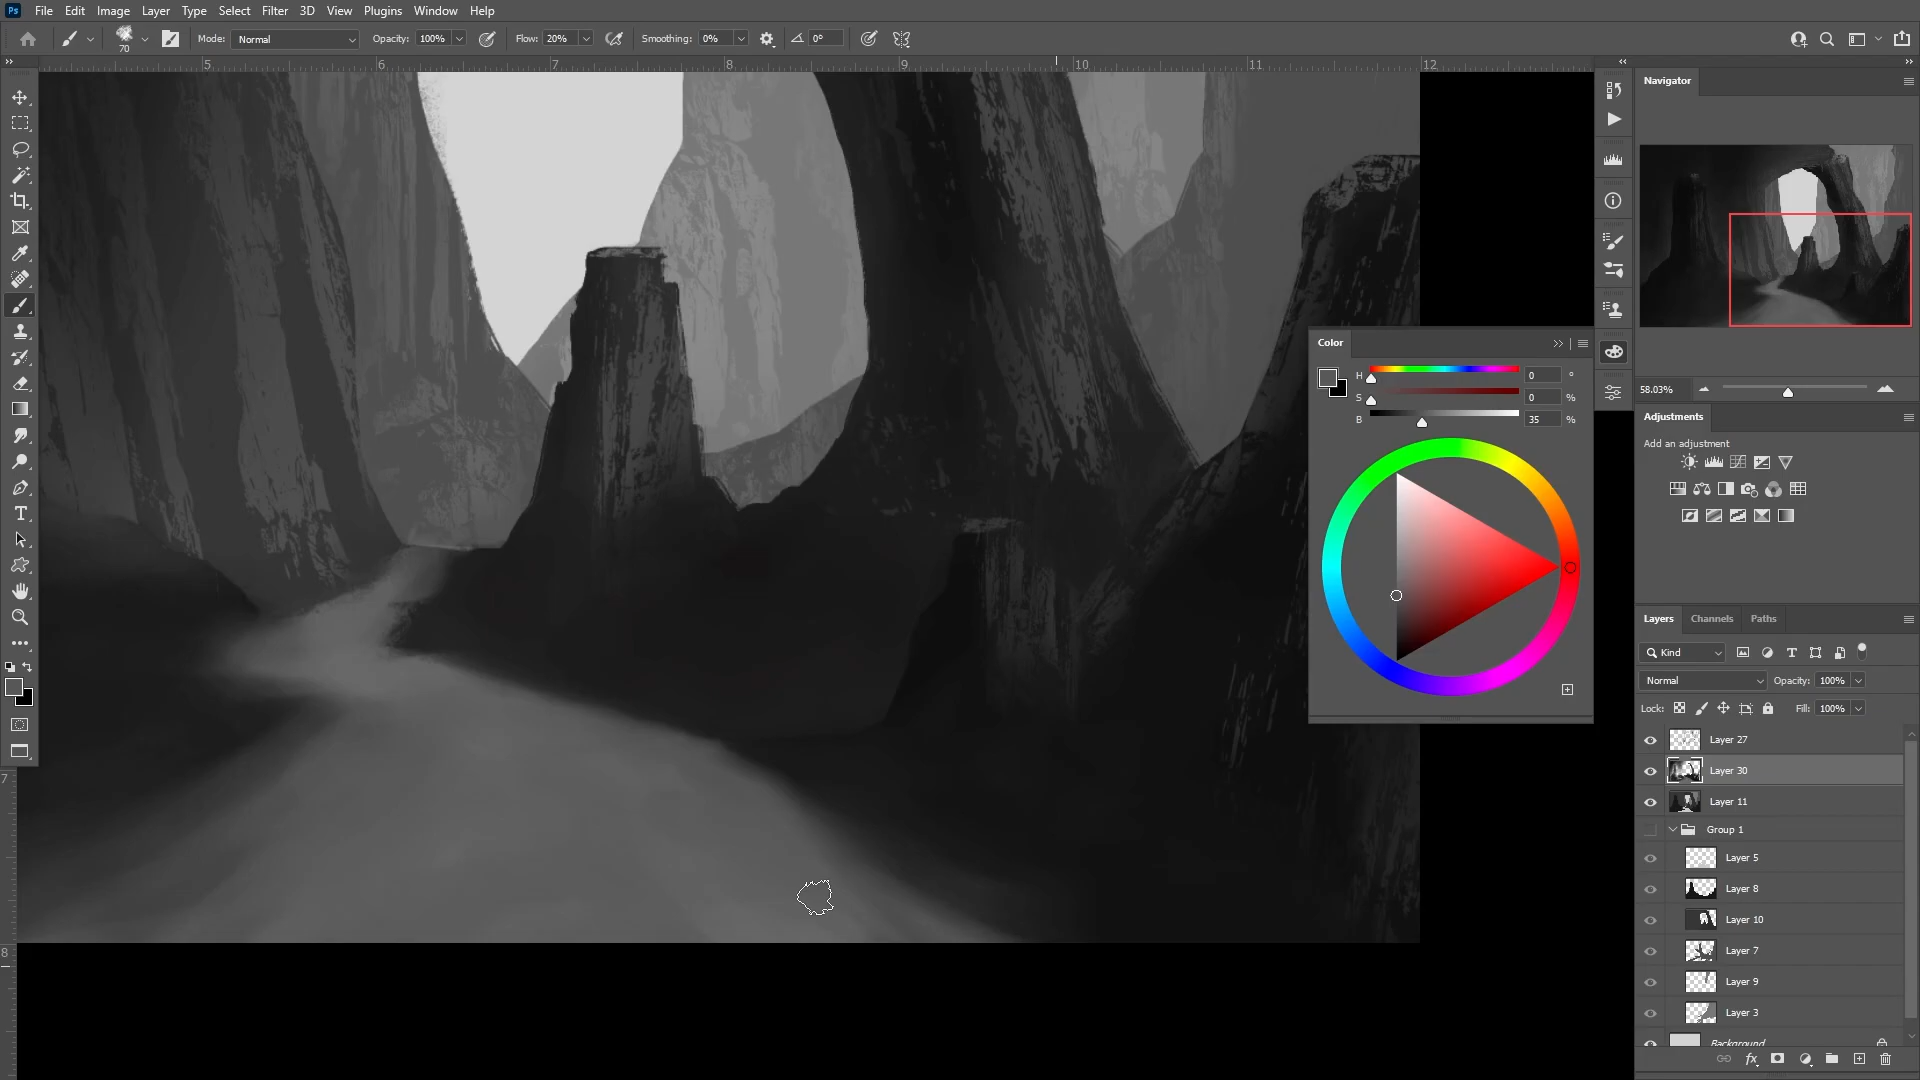 Ps File Edit Image Layer Type Select Filter 3D View Plugins Window Help
70 Mode: Normal Opacity: 100% Flow: 20% Smoothing: 0% 0°
5 6 7 8 9 10 11 12
Navigator
58.03%
Adjustments
Add an adjustment
Color
H 0 °
S 0 %
B 35 %
Layers Channels Paths
Kind
Normal Opacity: 100%
Lock: Fill: 100%
Layer 27
Layer 30
Layer 11
Group 1
Layer 5
Layer 8
Layer 10
Layer 7
Layer 9
Layer 3
Background
7
8